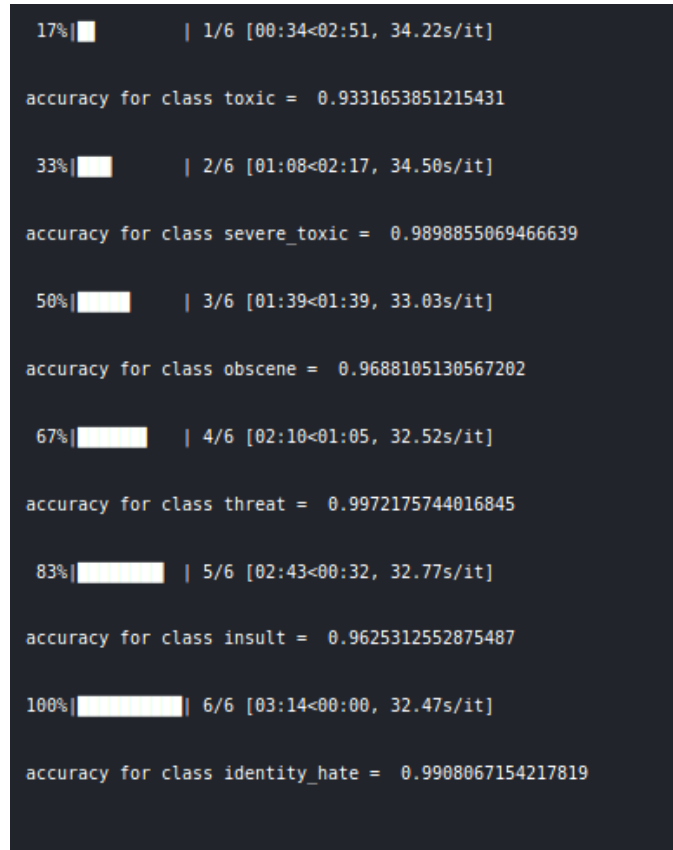 17%|█▋        | 1/6 [00:34<02:51, 34.22s/it]
accuracy for class toxic =  0.9331653851215431
33%|███▎      | 2/6 [01:08<02:17, 34.50s/it]
accuracy for class severe_toxic =  0.9898855069466639
50%|█████     | 3/6 [01:39<01:39, 33.03s/it]
accuracy for class obscene =  0.9688105130567202
67%|██████▋   | 4/6 [02:10<01:05, 32.52s/it]
accuracy for class threat =  0.9972175744016845
83%|████████▎ | 5/6 [02:43<00:32, 32.77s/it]
accuracy for class insult =  0.9625312552875487
100%|██████████| 6/6 [03:14<00:00, 32.47s/it]
accuracy for class identity_hate =  0.9908067154217819